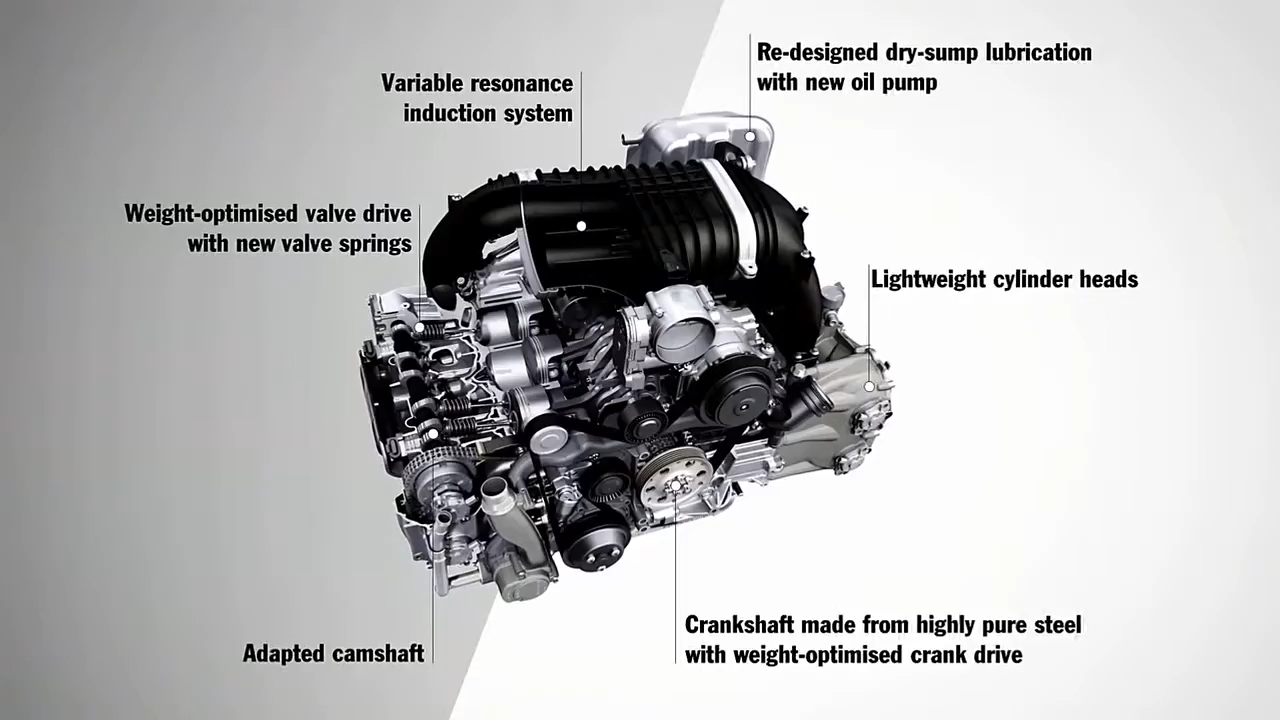 Re-designed dry-sump lubrication
with new oil pump
Variable resonance
induction system
Weight-optimised valve drive
with new valve springs
Lightweight cylinder heads
Crankshaft made from highly pure steel
with weight-optimised crank drive
Adapted camshaft